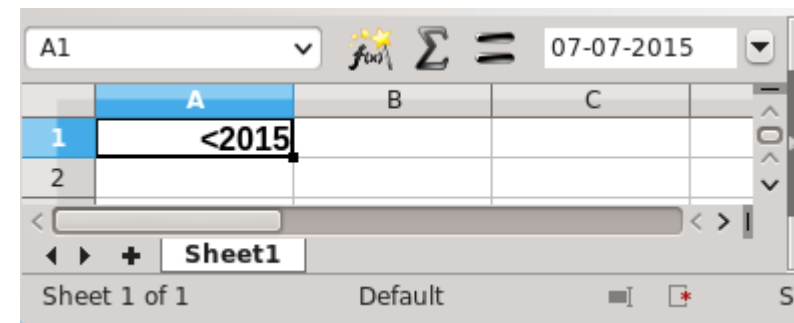 A1 f(x) Σ = 07-07-2015
A B C
1 <2015
2
Sheet1
Sheet 1 of 1 Default S